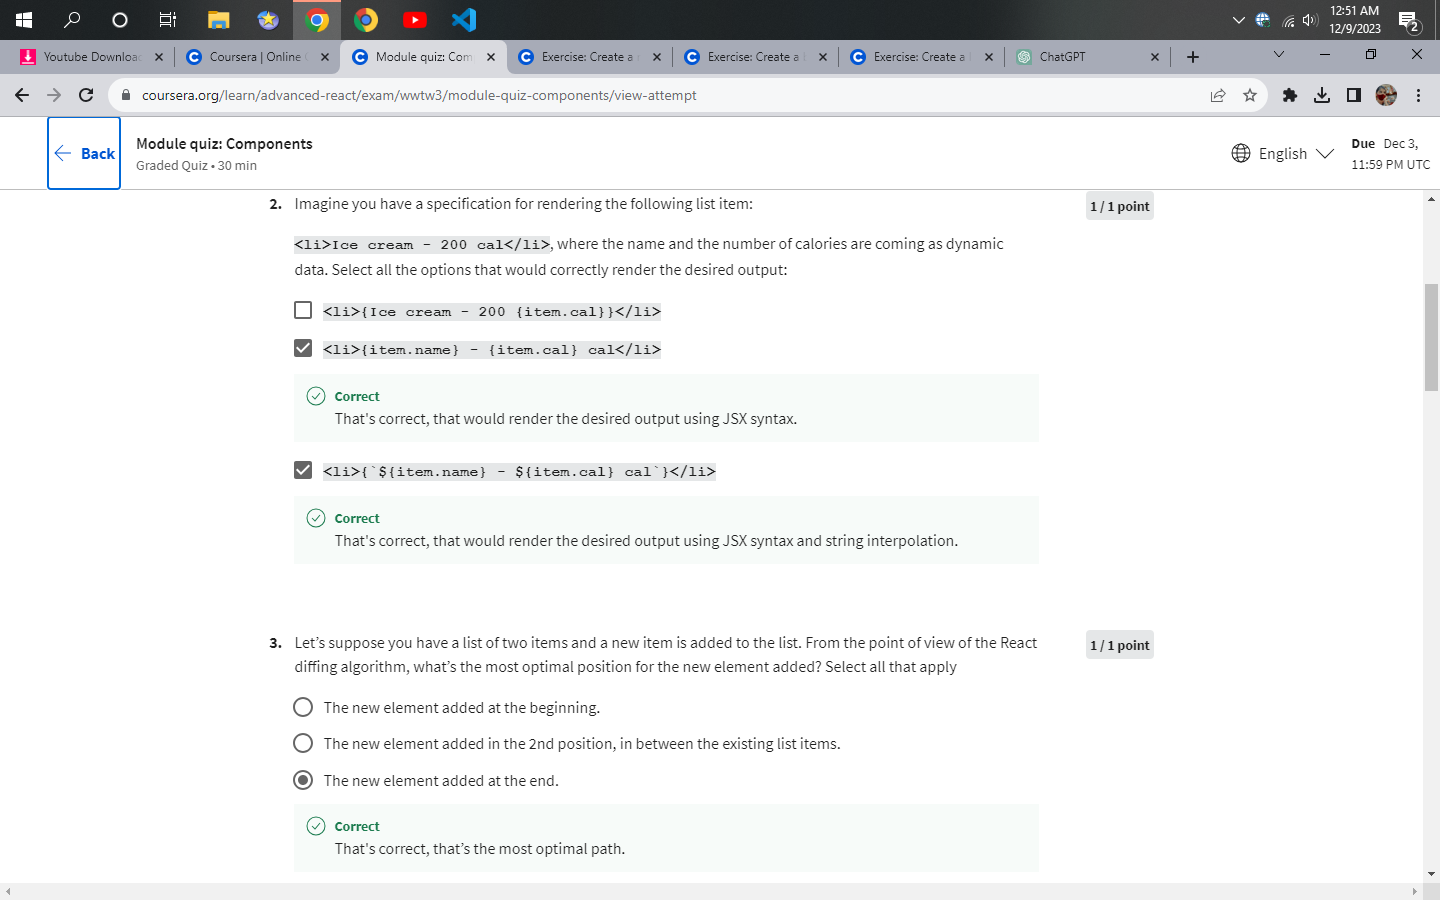 12:51 AM
12/9/2023
2
Youtube Downloa
Coursera | Online
Module quiz: Com
Exercise: Create a
Exercise: Create a
Exercise: Create a
ChatGPT
coursera.org/learn/advanced-react/exam/wwtw3/module-quiz-components/view-attempt
Back
Module quiz: Components
Graded Quiz • 30 min
English
Due Dec 3,
11:59 PM UTC
2. Imagine you have a specification for rendering the following list item:
1 / 1 point
<li>Ice cream - 200 cal</li>, where the name and the number of calories are coming as dynamic
data. Select all the options that would correctly render the desired output:
<li>{Ice cream - 200 {item.cal}}</li>
<li>{item.name} - {item.cal} cal</li>
Correct
That's correct, that would render the desired output using JSX syntax.
<li>{`${item.name} - ${item.cal} cal`}</li>
Correct
That's correct, that would render the desired output using JSX syntax and string interpolation.
3. Let’s suppose you have a list of two items and a new item is added to the list. From the point of view of the React
1 / 1 point
diffing algorithm, what’s the most optimal position for the new element added? Select all that apply
The new element added at the beginning.
The new element added in the 2nd position, in between the existing list items.
The new element added at the end.
Correct
That's correct, that’s the most optimal path.